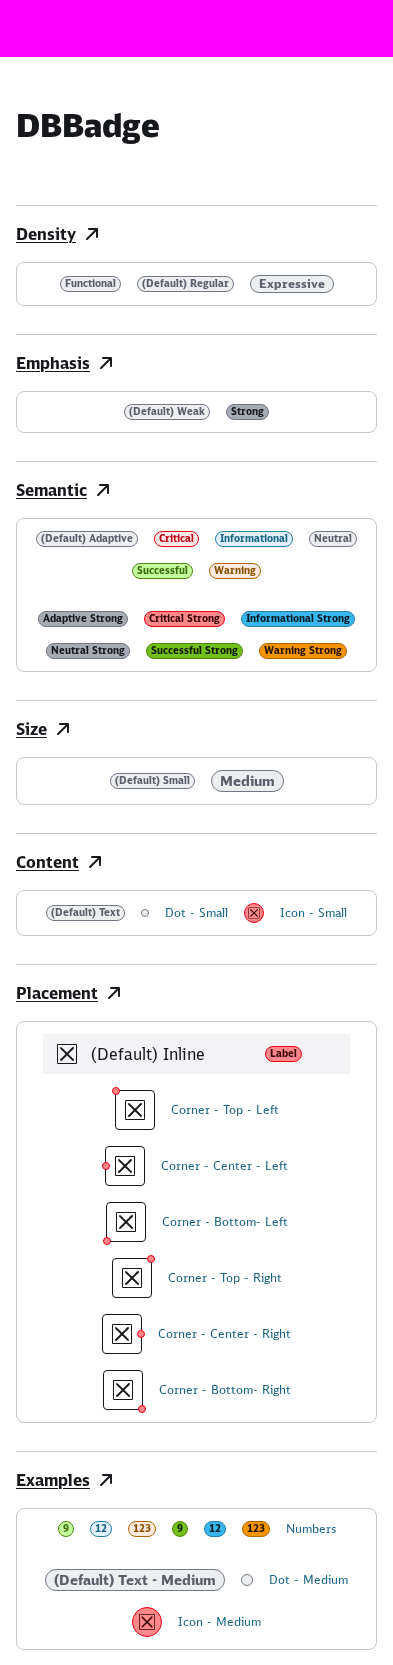 DBBadge
Density
Functional (Default) Regular Expressive
Emphasis
(Default) Weak Strong
Semantic
(Default) Adaptive Critical Informational Neutral
Successful Warning
Adaptive Strong Critical Strong Informational Strong
Neutral Strong Successful Strong Warning Strong
Size
(Default) Small Medium
Content
(Default) Text Dot - Small Icon - Small
Placement
(Default) Inline Label
Corner - Top - Left
Corner - Center - Left
Corner - Bottom- Left
Corner - Top - Right
Corner - Center - Right
Corner - Bottom- Right
Examples
9 12 123 9 12 123 Numbers
(Default) Text - Medium Dot - Medium
Icon - Medium